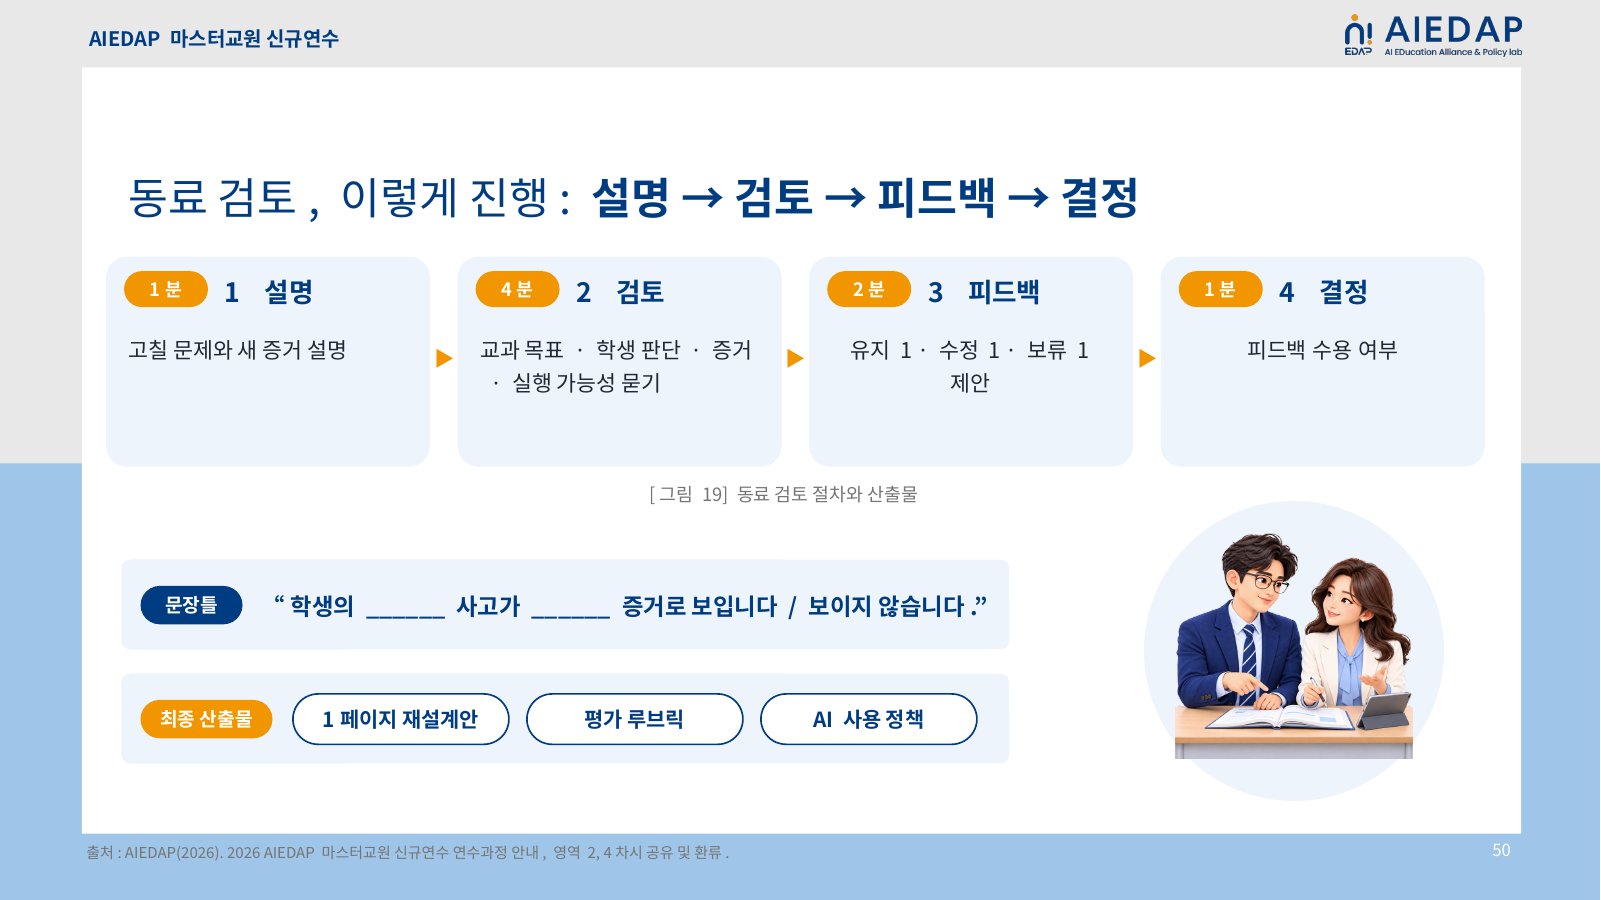 AIEDAP 마스터교원 신규연수
AIEDAP
EDAP
AI EDucation Alliance & Policy lab
동료 검토 , 이렇게 진행 : 설명 → 검토 → 피드백 → 결정
1 분 1 설명
고칠 문제와 새 증거 설명
4 분 2 검토
교과 목표 · 학생 판단 · 증거
· 실행 가능성 묻기
2 분 3 피드백
유지 1 · 수정 1 · 보류 1
제안
1 분 4 결정
피드백 수용 여부
[ 그림 19] 동료 검토 절차와 산출물
문장틀 “ 학생의 ______ 사고가 ______ 증거로 보입니다 / 보이지 않습니다 .”
최종 산출물 1 페이지 재설계안 평가 루브릭 AI 사용 정책
출처 : AIEDAP(2026). 2026 AIEDAP 마스터교원 신규연수 연수과정 안내 , 영역 2, 4 차시 공유 및 환류 .
50